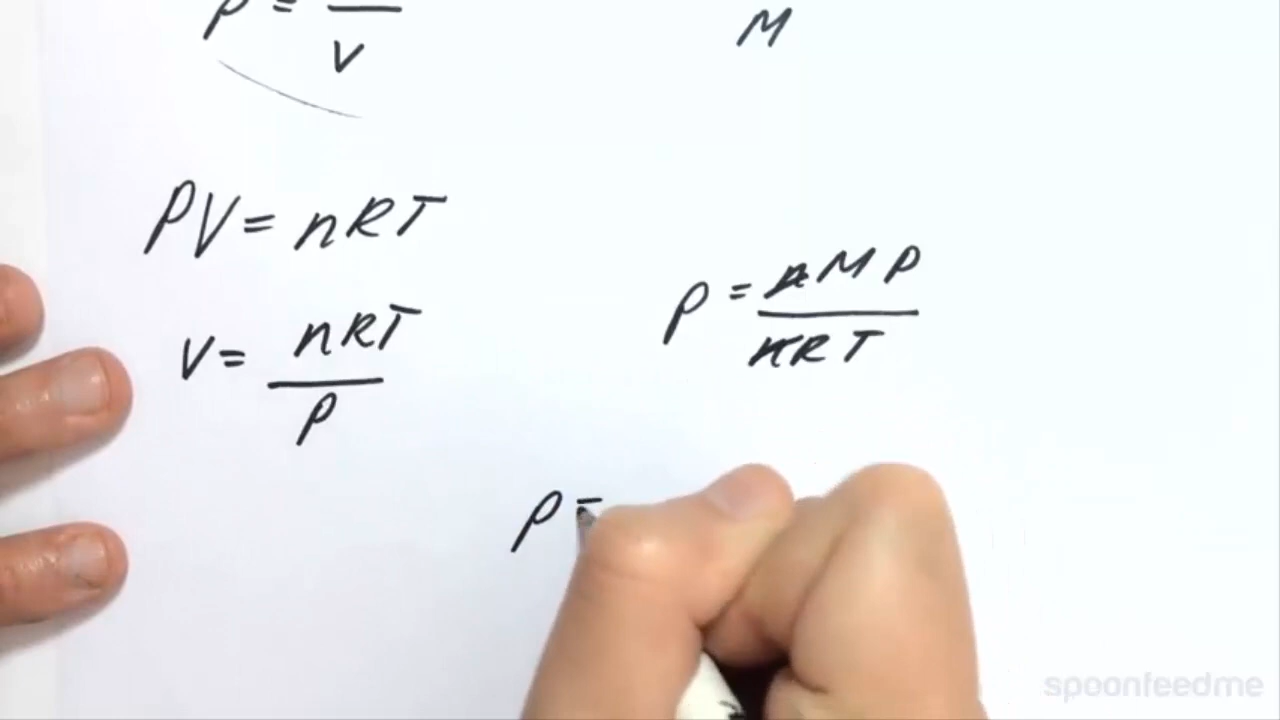 ρ = —
V
M
PV = nRT
V = nRT / P
ρ = nMP / nRT
ρ =
spoonfeedme